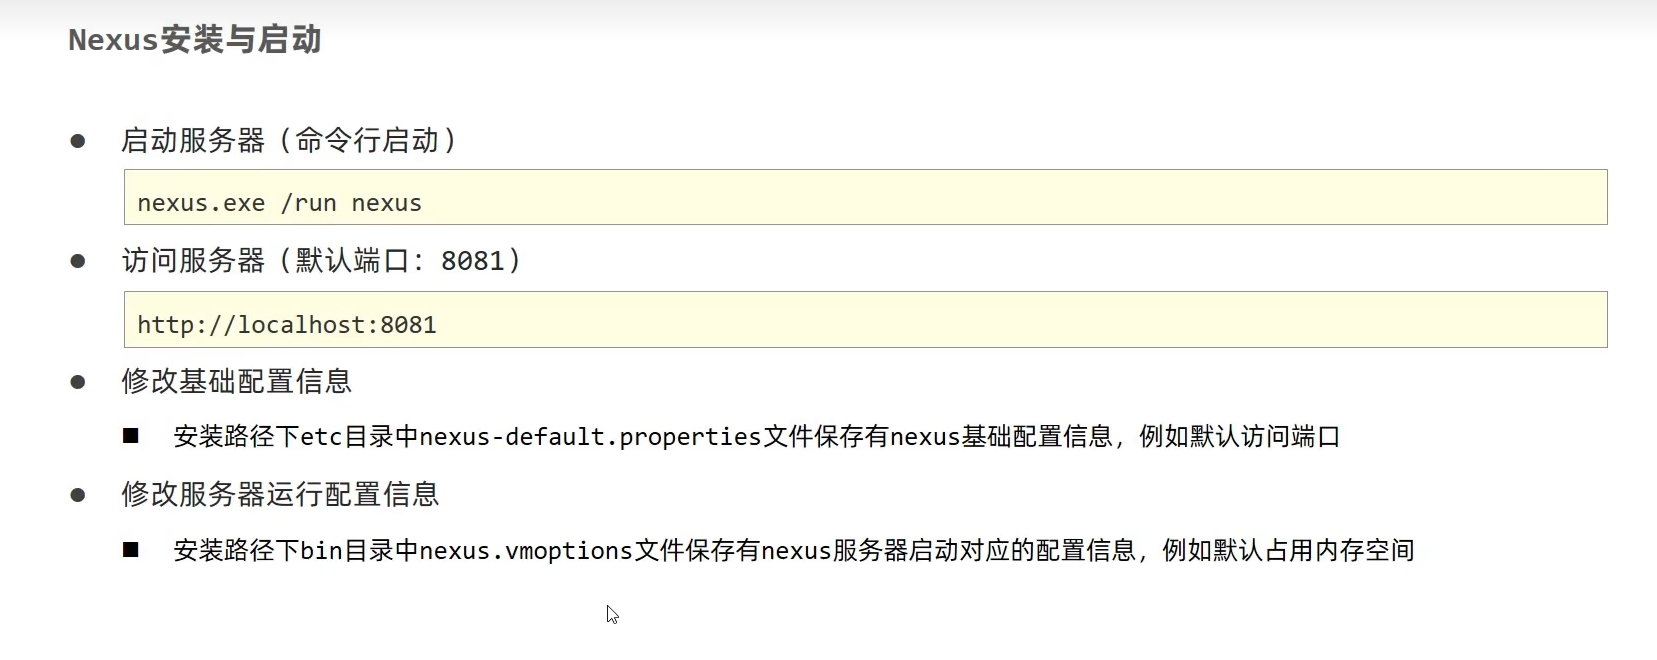 Nexus安装与启动
启动服务器（命令行启动）
nexus.exe /run nexus
访问服务器（默认端口：8081）
http://localhost:8081
修改基础配置信息
安装路径下etc目录中nexus-default.properties文件保存有nexus基础配置信息，例如默认访问端口
修改服务器运行配置信息
安装路径下bin目录中nexus.vmoptions文件保存有nexus服务器启动对应的配置信息，例如默认占用内存空间